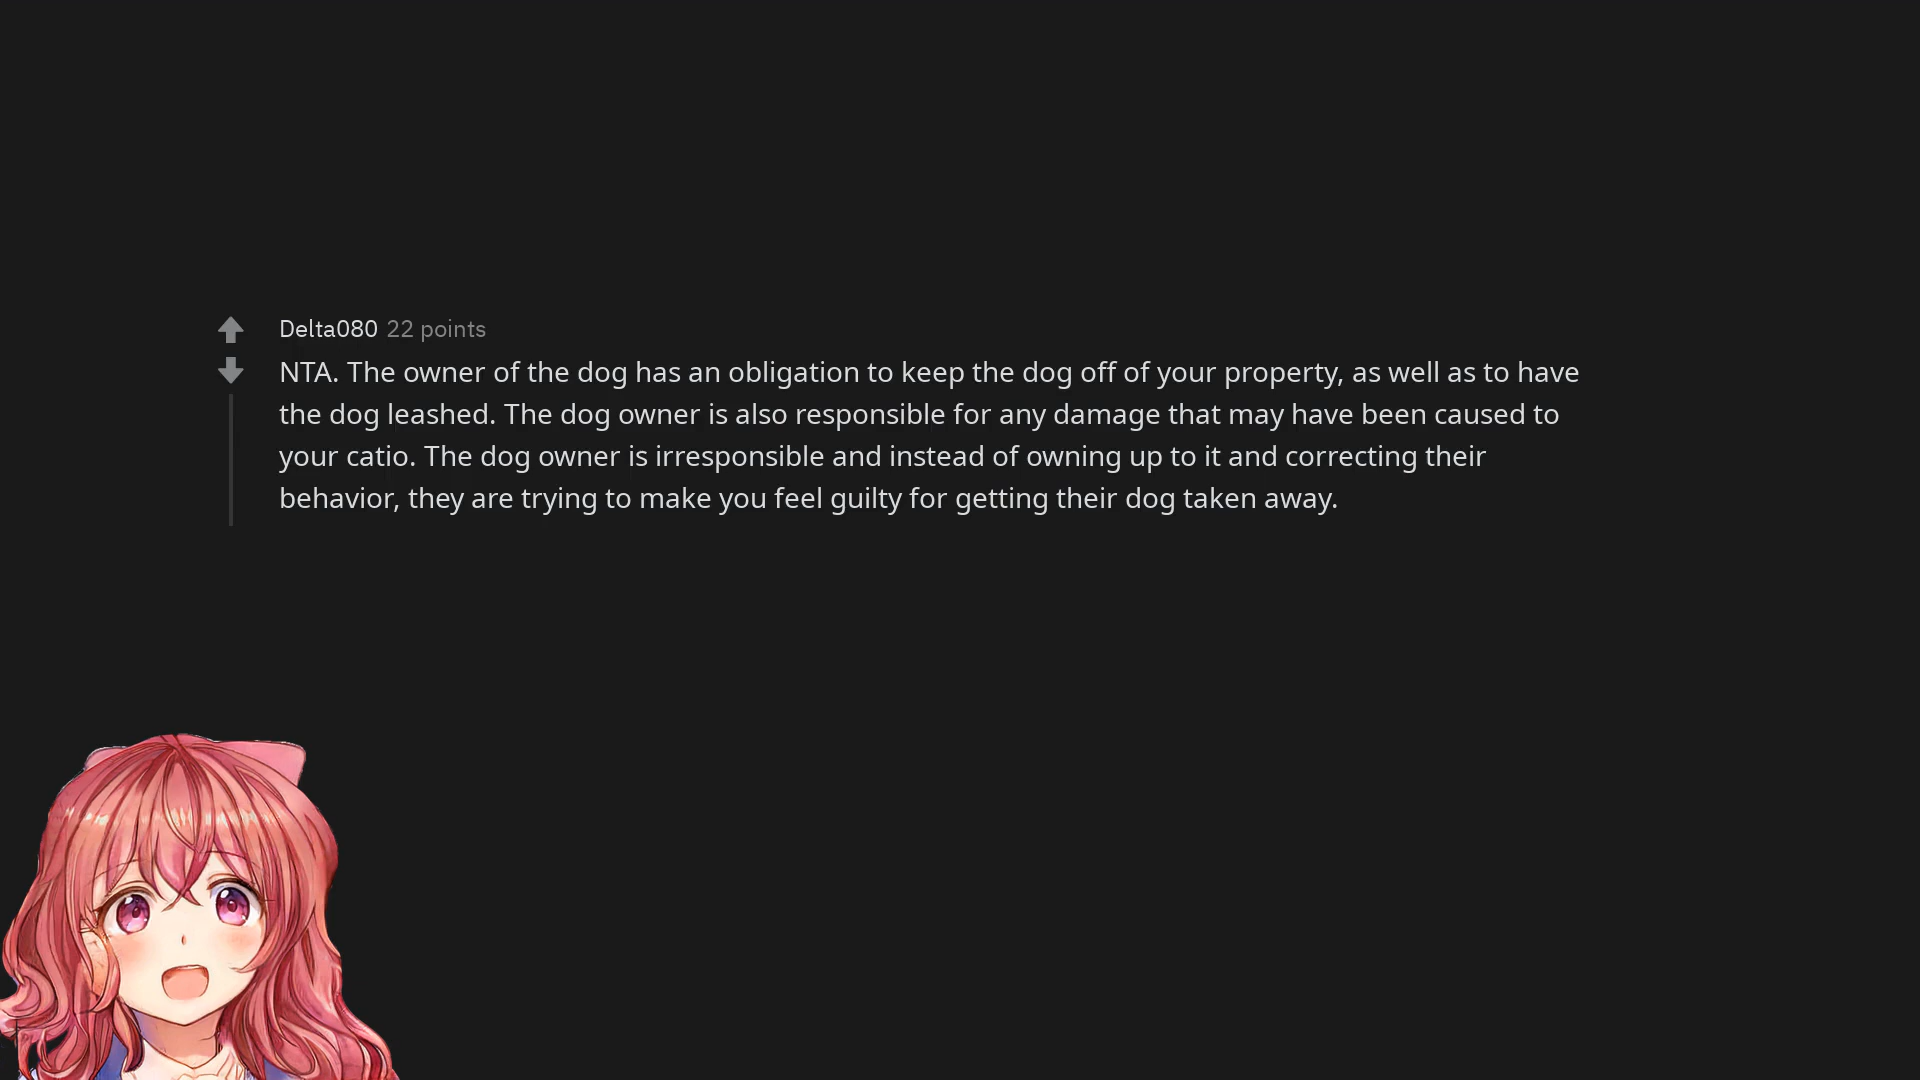 Delta080 22 points
NTA. The owner of the dog has an obligation to keep the dog off of your property, as well as to have
the dog leashed. The dog owner is also responsible for any damage that may have been caused to
your catio. The dog owner is irresponsible and instead of owning up to it and correcting their
behavior, they are trying to make you feel guilty for getting their dog taken away.